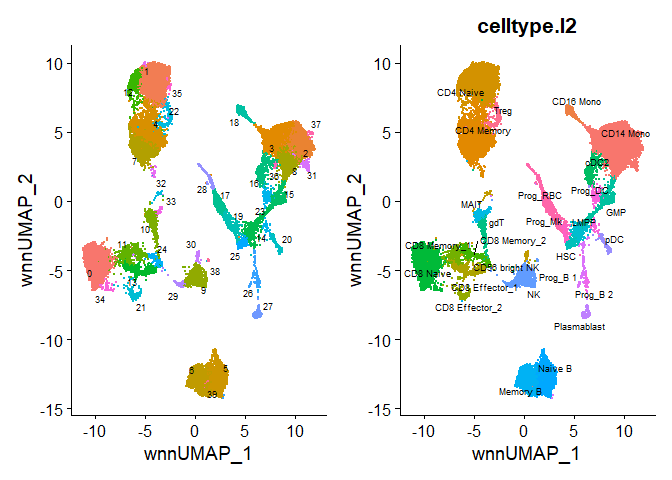 celltype.l2
10
5
0
-5
-10
-15
wnnUMAP_2
-10
-5
0
5
10
wnnUMAP_1
1
12
35
22
4
7
32
33
10
11
24
0
34
13
21
18
37
3
2
8
36
31
16
15
28
17
19
23
14
20
25
30
38
29
9
26
27
6
5
39
10
5
0
-5
-10
-15
wnnUMAP_2
-10
-5
0
5
10
wnnUMAP_1
CD4 Naive
Treg
CD4 Memory
CD16 Mono
CD14 Mono
cDC2
Prog_RBC
Prog_DC
MAIT
GMP
gdT
Prog_Mk
LMPP
CD8 Memory_2
pDC
HSC
CD8 Naive
CD56 bright NK
Prog_B 1
CD8 Effector_1
NK
Prog_B 2
CD8 Effector_2
Plasmablast
Naive B
Memory B